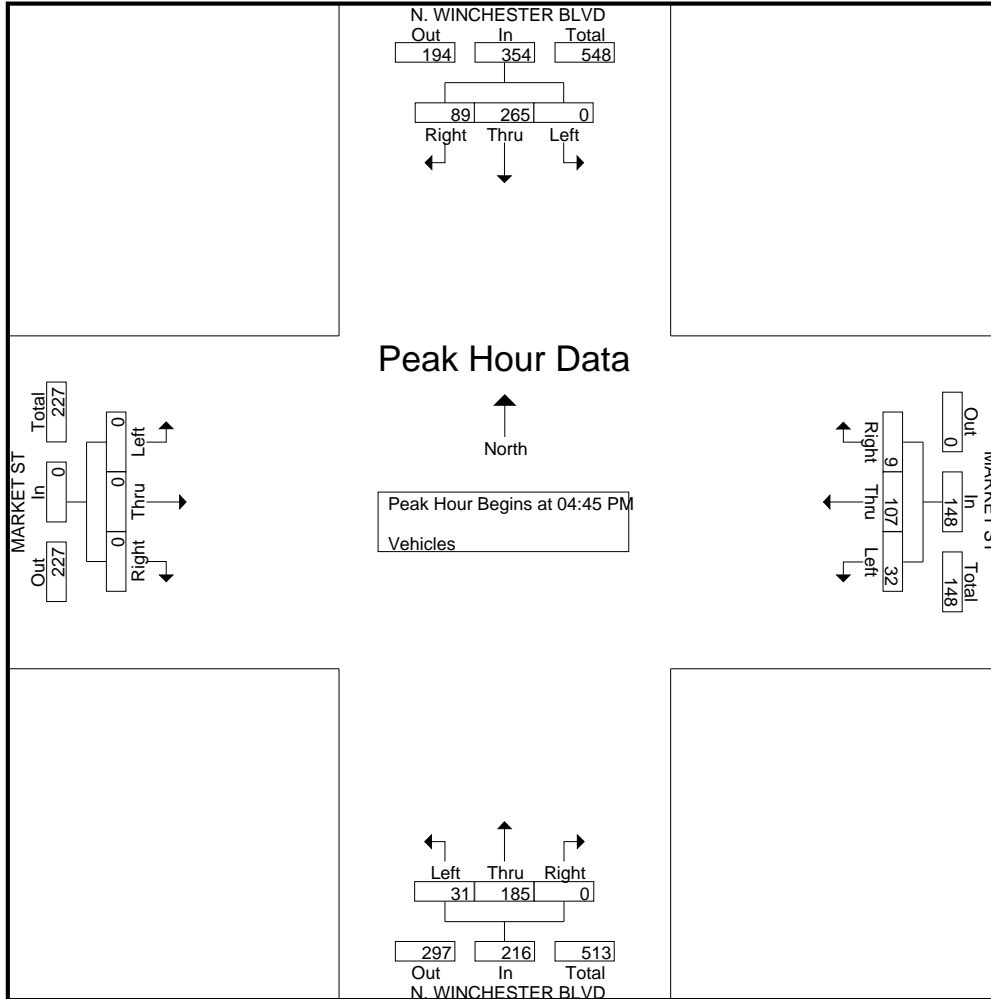 N. WINCHESTER BLVD
Out In Total
194 354 548
89 265 0
Right Thru Left
Peak Hour Data
North
Peak Hour Begins at 04:45 PM
Vehicles
MARKET ST
Out In Total
227 0 227
0 0 0
Left Thru Right
MARKET ST
Out In Total
0 148 148
Right Thru Left
9 107 32
Left Thru Right
31 185 0
297 216 513
Out In Total
N. WINCHESTER BLVD